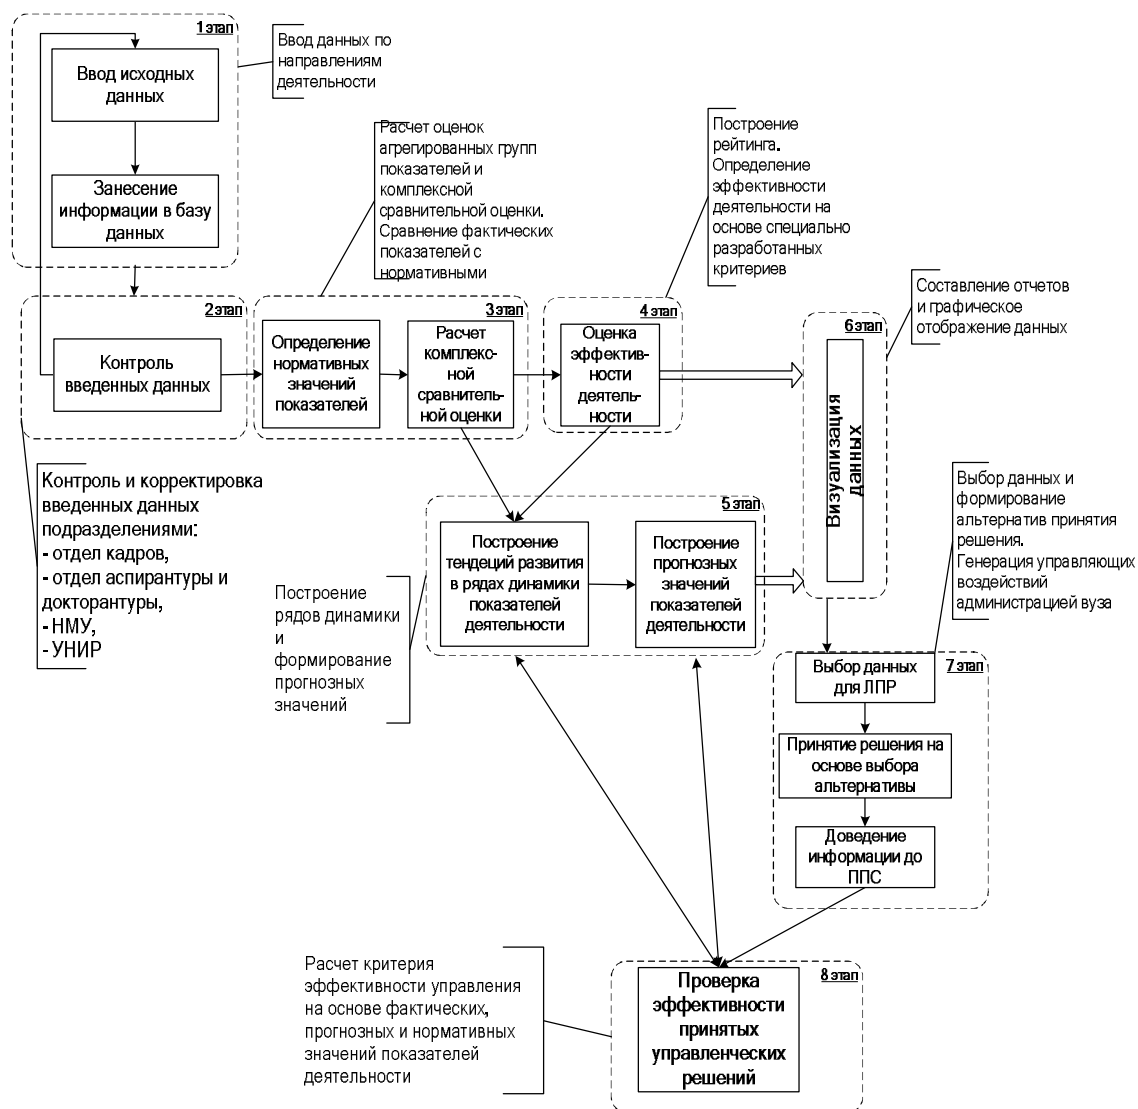 1 этап
Ввод исходных
данных
Занесение
информации в базу
данных
Ввод данных по
направлениям
деятельности
Расчет оценок
агрегированных групп
показателей и
комплексной
сравнительной оценки.
Сравнение фактических
показателей с
нормативными
Построение
рейтинга.
Определение
эффективности
деятельности на
основе специально
разработанных
критериев
Составление отчетов
и графическое
отображение данных
2 этап
Контроль
введенных данных
3 этап
Определение
нормативных
значений
показателей
Расчет
комплекс-
ной
сравнитель-
ной оценки
4 этап
Оценка
эффектив-
ности
деятель-
ности
6 этап
Визуализация
данных
Контроль и корректировка
введенных данных
подразделениями:
- отдел кадров,
- отдел аспирантуры и
докторантуры,
- НМУ,
- УНИР
5 этап
Построение
тендеций развития
в рядах динамики
показателей
деятельности
Построение
прогнозных
значений
показателей
деятельности
Построение
рядов динамики
и
формирование
прогнозных
значений
Выбор данных и
формирование
альтернатив принятия
решения.
Генерация управляющих
воздействий
администрацией вуза
7 этап
Выбор данных
для ЛПР
Принятие решения на
основе выбора
альтернативы
Доведение
информации до
ППС
Расчет критерия
эффективности управления
на основе фактических,
прогнозных и нормативных
значений показателей
деятельности
8 этап
Проверка
эффективности
принятых
управленческих
решений